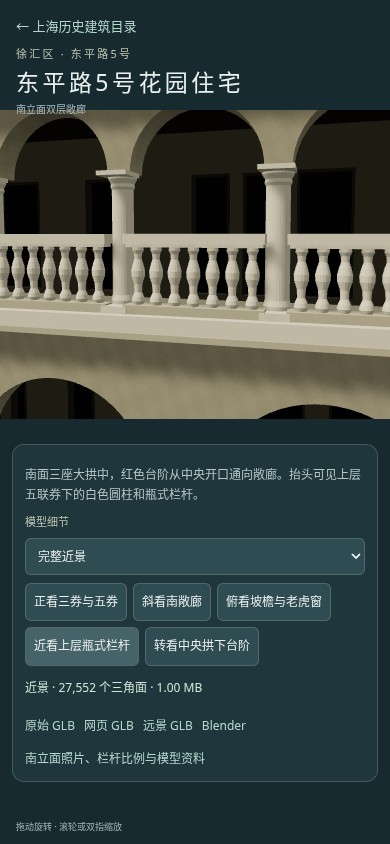 ← 上海历史建筑目录
徐汇区 · 东平路5号
东平路5号花园住宅
南立面双层敞廊
南面三座大拱中，红色台阶从中央开口通向敞廊。抬头可见上层
五联券下的白色圆柱和瓶式栏杆。
模型细节
完整近景
正看三券与五券 斜看南敞廊 俯看坡檐与老虎窗
近看上层瓶式栏杆 转看中央拱下台阶
近景 · 27,552 个三角面 · 1.00 MB
原始 GLB 网页 GLB 远景 GLB Blender
南立面照片、栏杆比例与模型资料
拖动旋转 · 滚轮或双指缩放